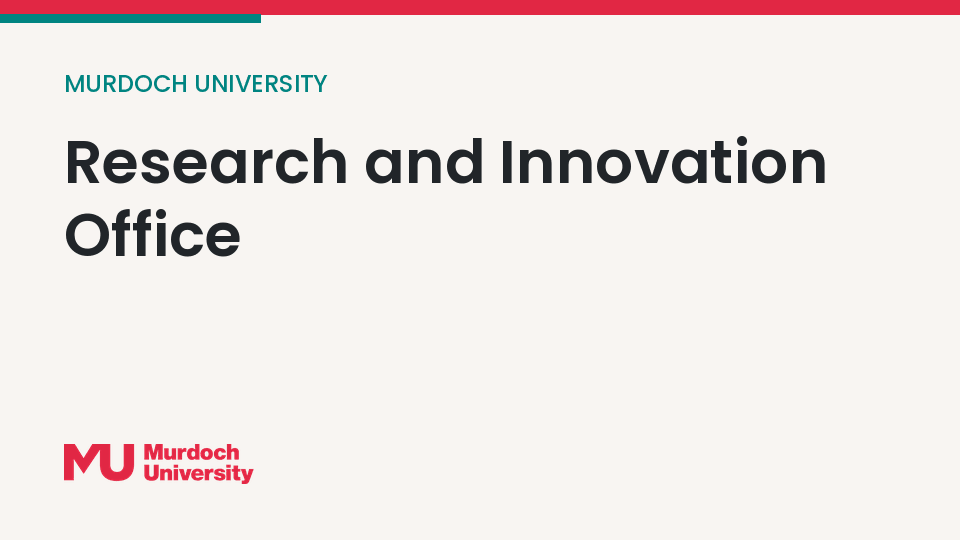 MURDOCH UNIVERSITY
Research and Innovation
Office
MU Murdoch
University